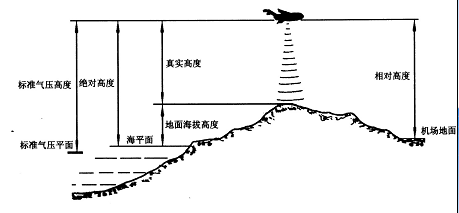 真实高度
标准气压高度
绝对高度
相对高度
地面海拔高度
机场地面
标准气压平面
海平面